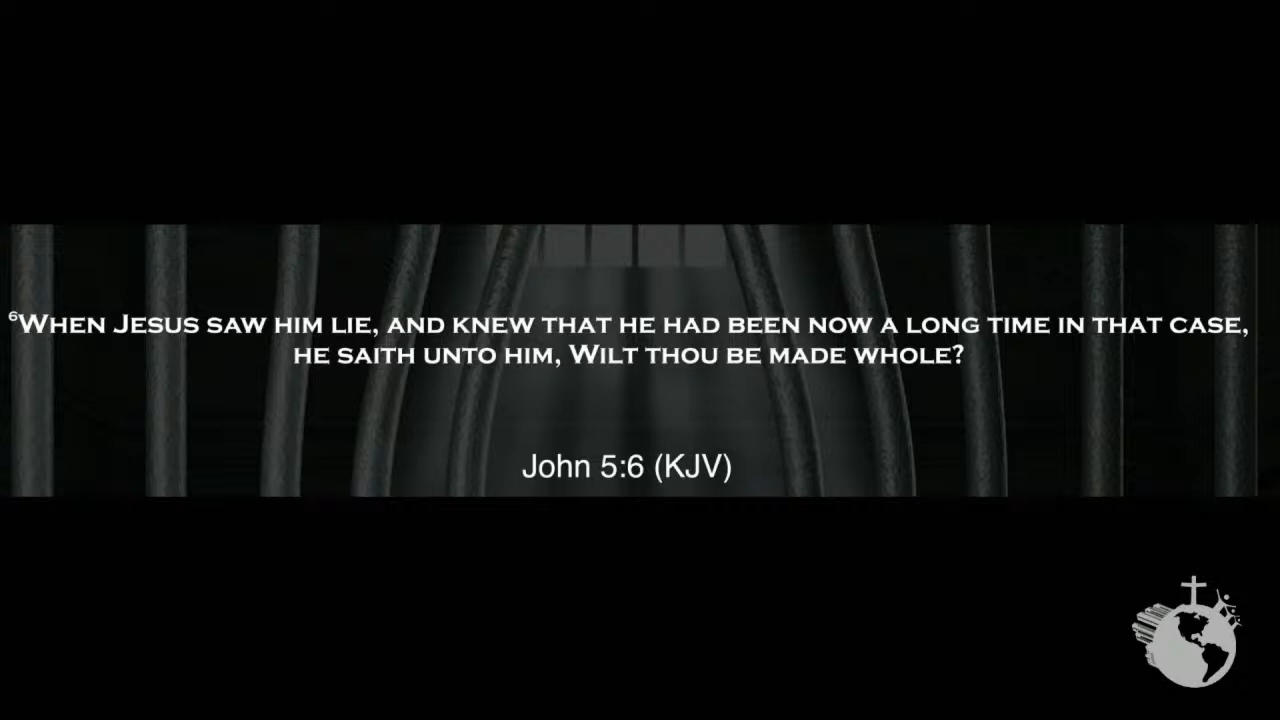 ⁶When Jesus saw him lie, and knew that he had been now a long time in that case,
he saith unto him, Wilt thou be made whole?
John 5:6 (KJV)